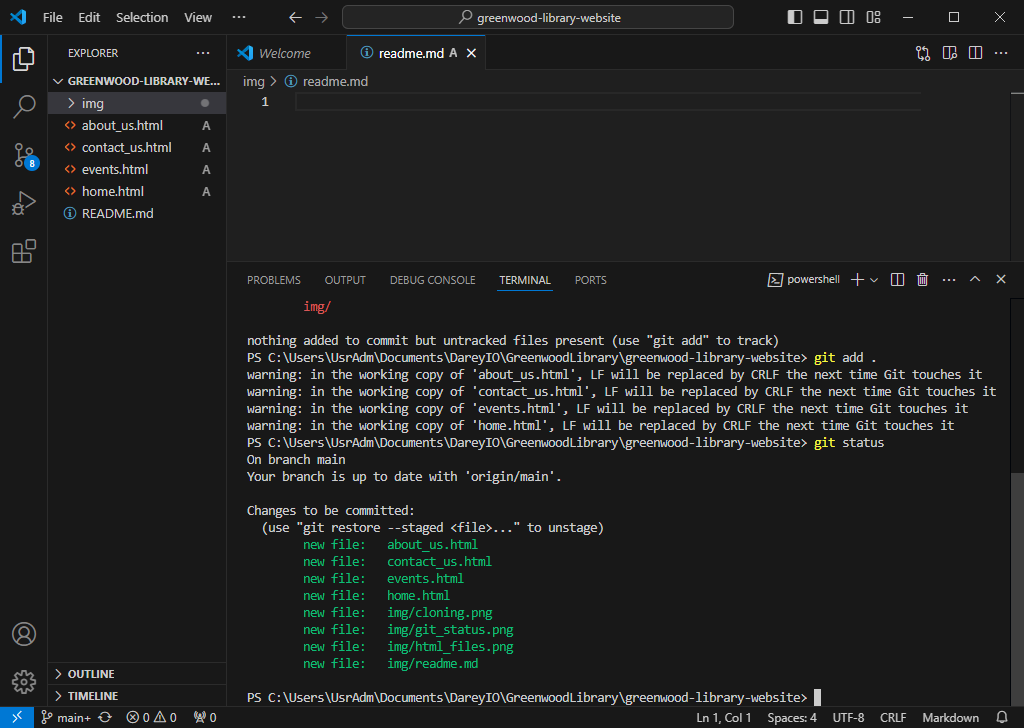 File Edit Selection View ··· greenwood-library-website
EXPLORER ···
GREENWOOD-LIBRARY-WE...
img
about_us.html A
contact_us.html A
events.html A
home.html A
README.md
8
OUTLINE
TIMELINE
Welcome readme.md A
img > readme.md
1
PROBLEMS OUTPUT DEBUG CONSOLE TERMINAL PORTS powershell
img/
nothing added to commit but untracked files present (use "git add" to track)
PS C:\Users\UsrAdm\Documents\DareyIO\GreenwoodLibrary\greenwood-library-website> git add .
warning: in the working copy of 'about_us.html', LF will be replaced by CRLF the next time Git touches it
warning: in the working copy of 'contact_us.html', LF will be replaced by CRLF the next time Git touches it
warning: in the working copy of 'events.html', LF will be replaced by CRLF the next time Git touches it
warning: in the working copy of 'home.html', LF will be replaced by CRLF the next time Git touches it
PS C:\Users\UsrAdm\Documents\DareyIO\GreenwoodLibrary\greenwood-library-website> git status
On branch main
Your branch is up to date with 'origin/main'.
Changes to be committed:
(use "git restore --staged <file>..." to unstage)
new file: about_us.html
new file: contact_us.html
new file: events.html
new file: home.html
new file: img/cloning.png
new file: img/git_status.png
new file: img/html_files.png
new file: img/readme.md
PS C:\Users\UsrAdm\Documents\DareyIO\GreenwoodLibrary\greenwood-library-website>
main+ 0 0 0 Ln 1, Col 1 Spaces: 4 UTF-8 CRLF Markdown